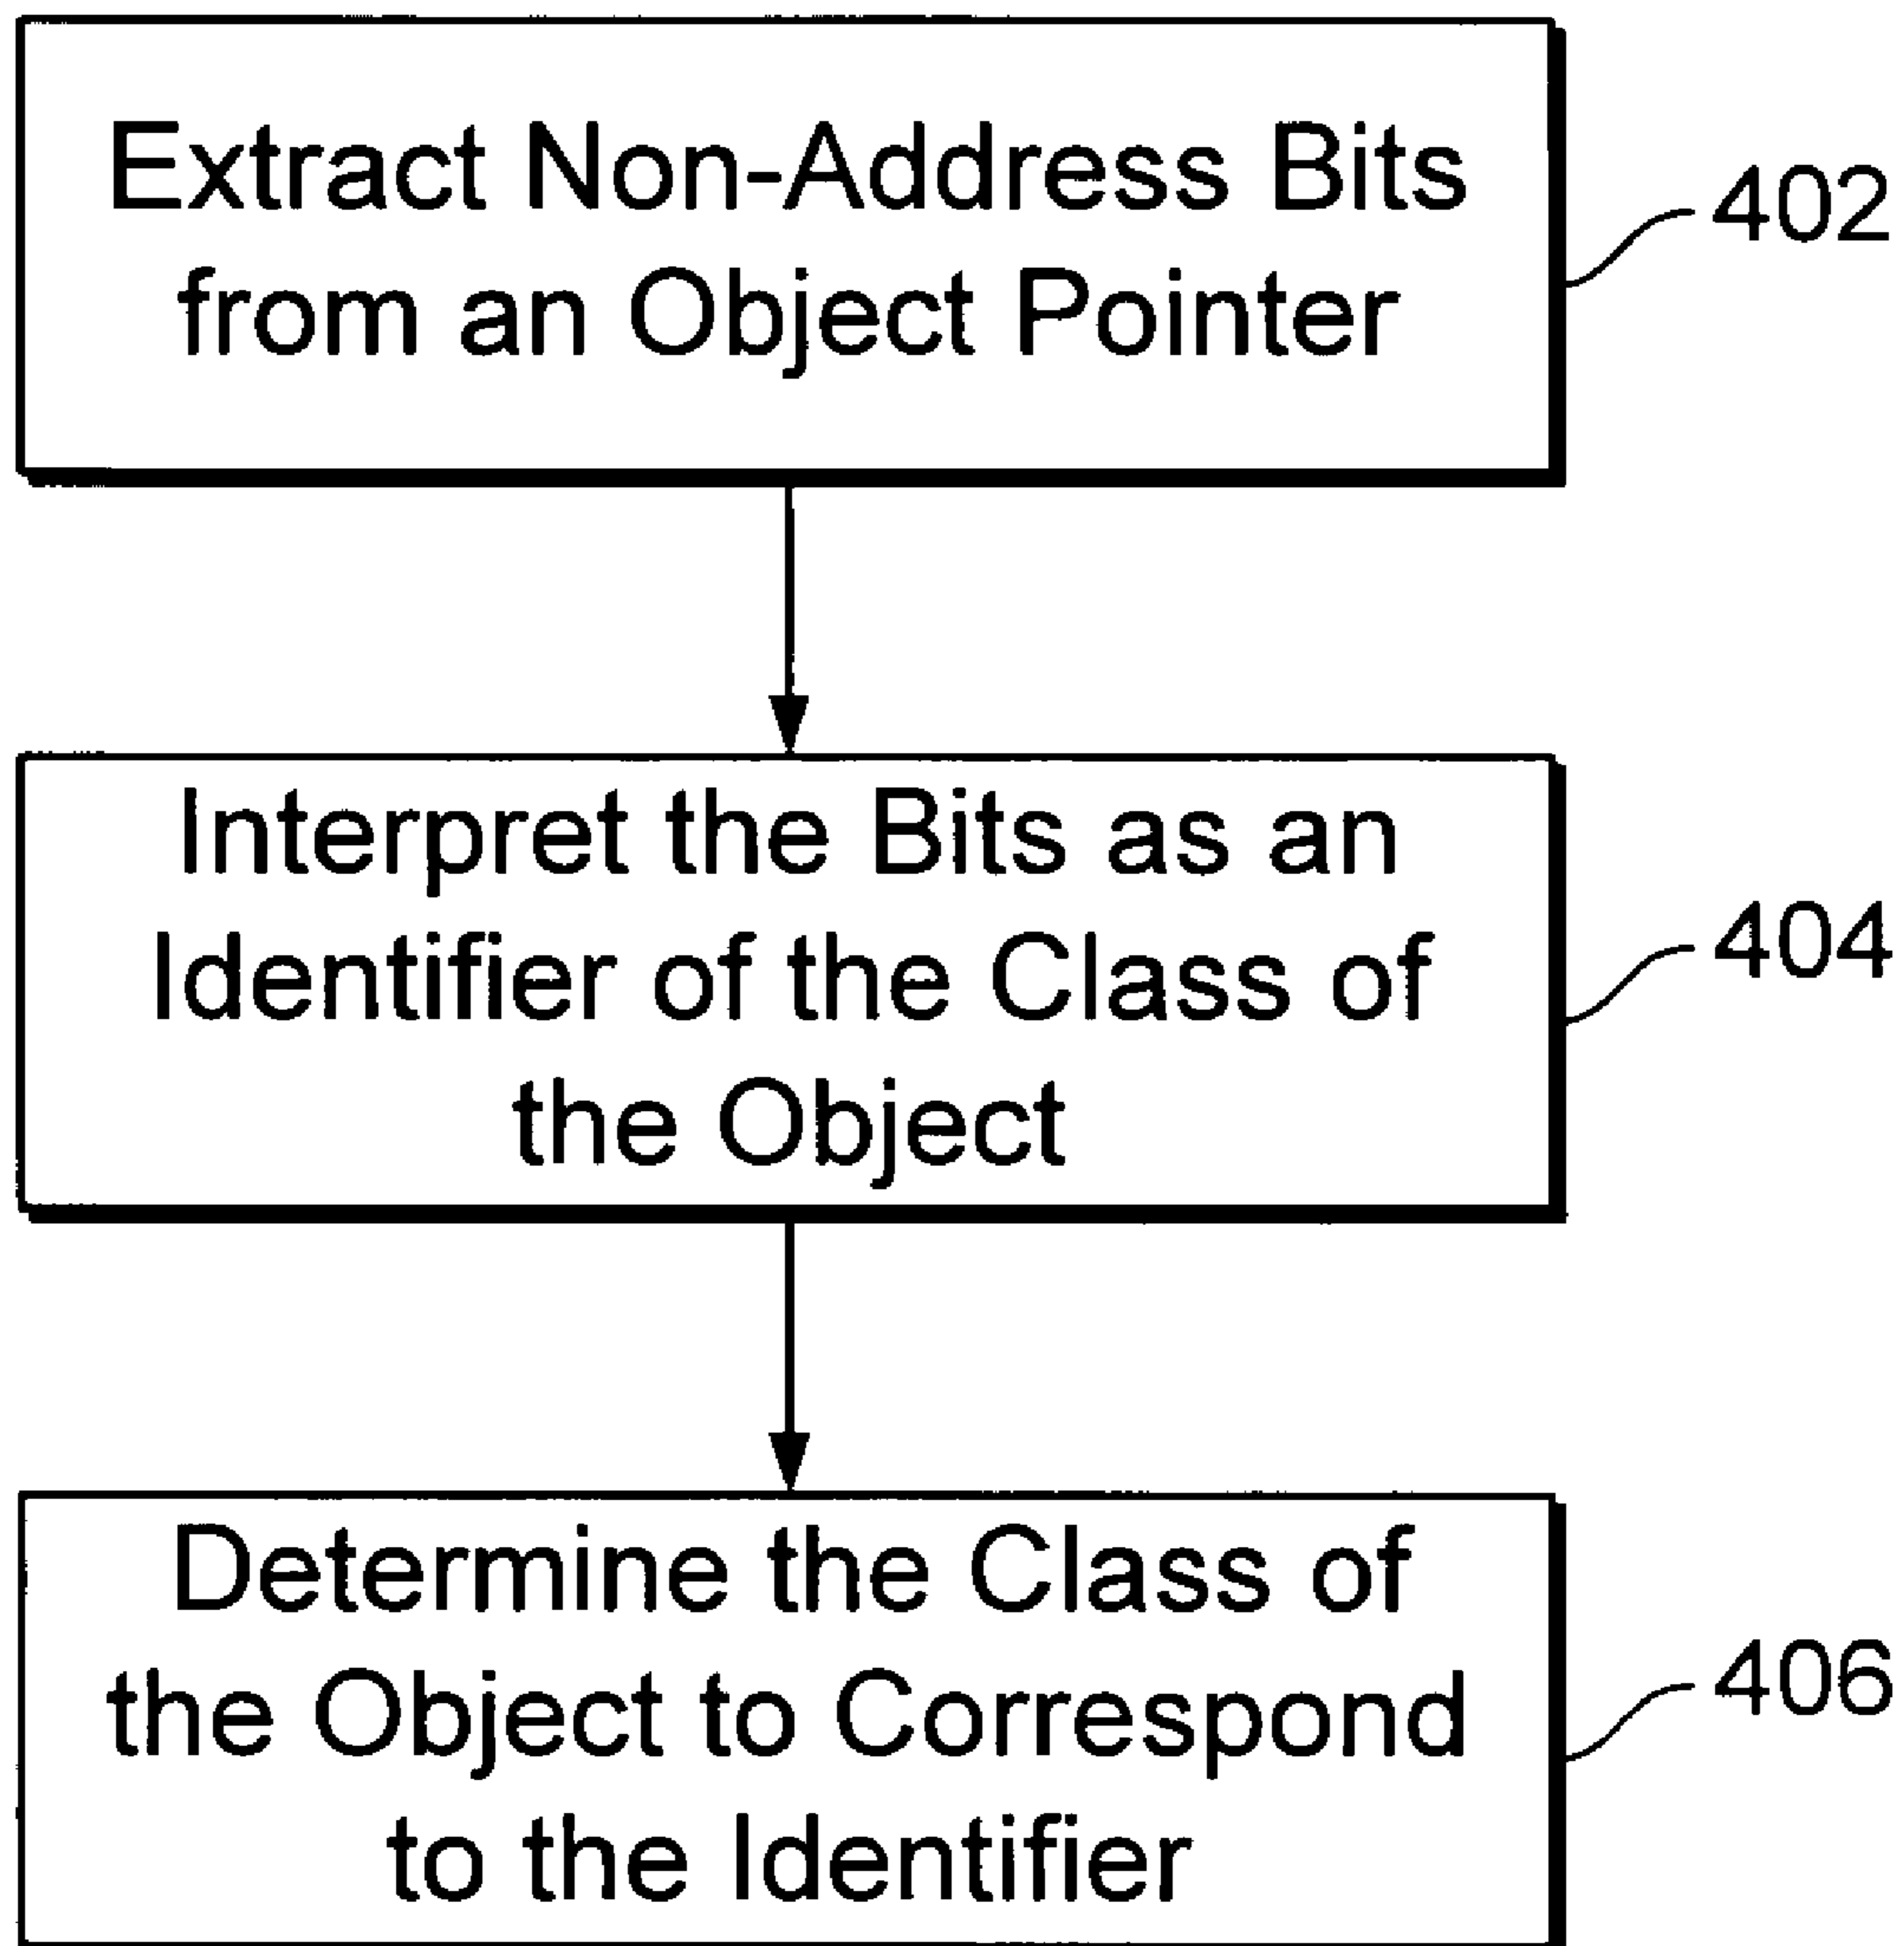 Extract Non-Address Bits
from an Object Pointer
402
Interpret the Bits as an
Identifier of the Class of
the Object
404
Determine the Class of
the Object to Correspond
to the Identifier
406